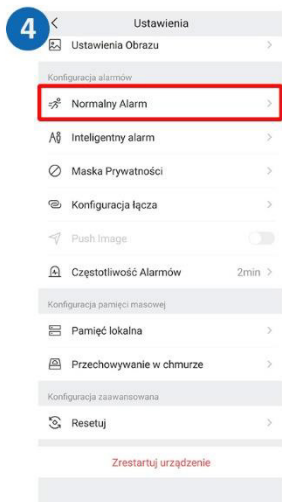 4
Ustawienia
Ustawienia Obrazu
Konfiguracja alarmów
Normalny Alarm
Inteligentny alarm
Maska Prywatności
Konfiguracja łącza
Push Image
Częstotliwość Alarmów 2min
Konfiguracja pamięci masowej
Pamięć lokalna
Przechowywanie w chmurze
Konfiguracja zaawansowana
Resetuj
Zrestartuj urządzenie